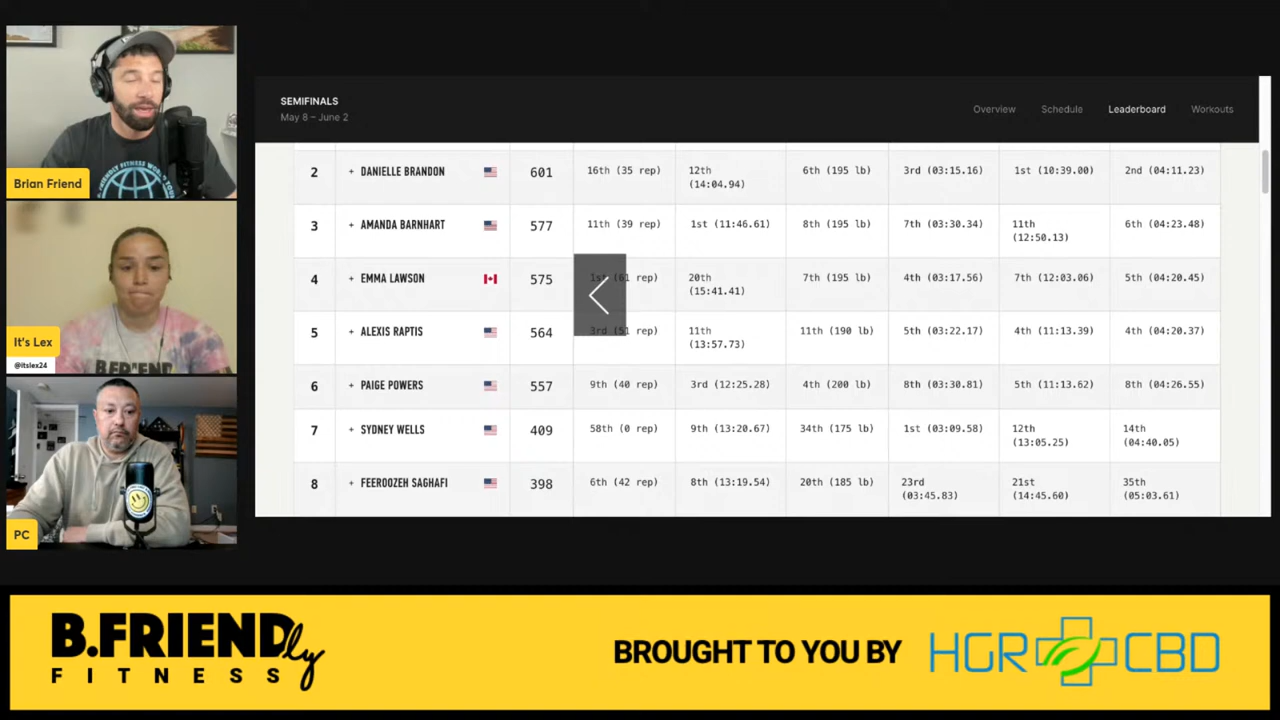 Brian Friend
It's Lex
@itslex24
PC
SEMIFINALS
May 8 – June 2
Overview Schedule Leaderboard Workouts
2 + DANIELLE BRANDON 601 16th (35 rep) 12th (14:04.94) 6th (195 lb) 3rd (03:15.16) 1st (10:39.00) 2nd (04:11.23)
3 + AMANDA BARNHART 577 11th (39 rep) 1st (11:46.61) 8th (195 lb) 7th (03:30.34) 11th (12:50.13) 6th (04:23.48)
4 + EMMA LAWSON 575 1st (61 rep) 20th (15:41.41) 7th (195 lb) 4th (03:17.56) 7th (12:03.06) 5th (04:20.45)
5 + ALEXIS RAPTIS 564 3rd (51 rep) 11th (13:57.73) 11th (190 lb) 5th (03:22.17) 4th (11:13.39) 4th (04:20.37)
6 + PAIGE POWERS 557 9th (40 rep) 3rd (12:25.28) 4th (200 lb) 8th (03:30.81) 5th (11:13.62) 8th (04:26.55)
7 + SYDNEY WELLS 409 58th (0 rep) 9th (13:20.67) 34th (175 lb) 1st (03:09.58) 12th (13:05.25) 14th (04:40.05)
8 + FEEROOZEH SAGHAFI 398 6th (42 rep) 8th (13:19.54) 20th (185 lb) 23rd (03:45.83) 21st (14:45.60) 35th (05:03.61)
B.FRIENDly
FITNESS
BROUGHT TO YOU BY
HGR CBD